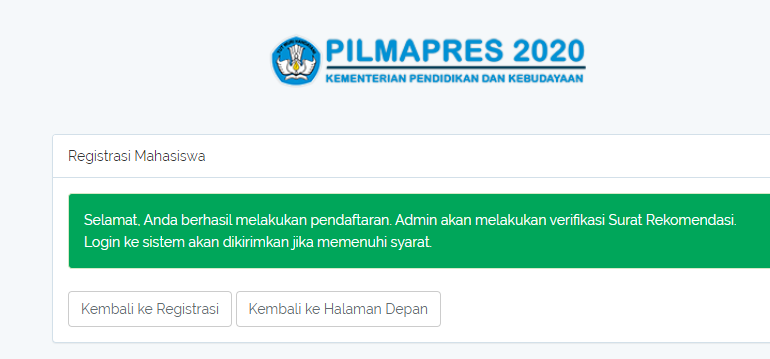 PILMAPRES 2020
KEMENTERIAN PENDIDIKAN DAN KEBUDAYAAN
Registrasi Mahasiswa
Selamat, Anda berhasil melakukan pendaftaran. Admin akan melakukan verifikasi Surat Rekomendasi.
Login ke sistem akan dikirimkan jika memenuhi syarat.
Kembali ke Registrasi
Kembali ke Halaman Depan